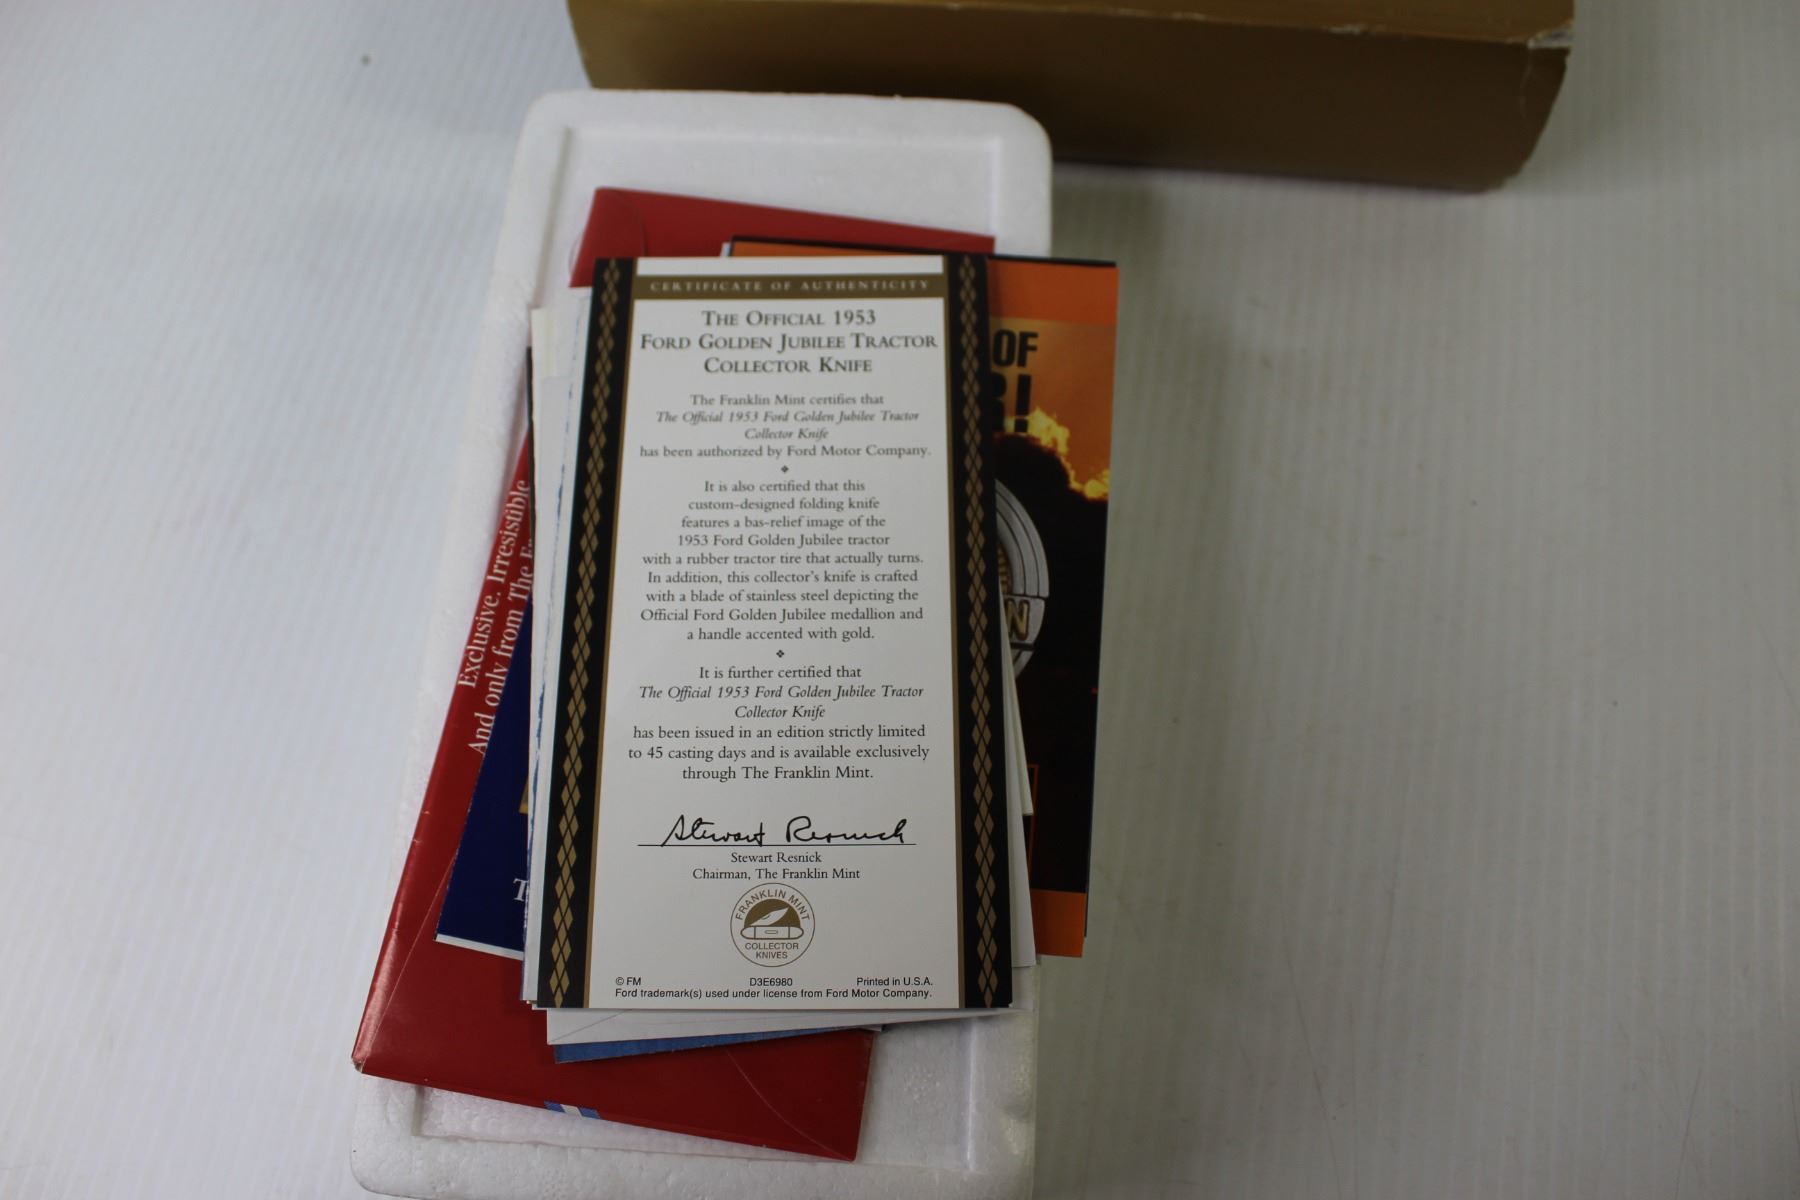 CERTIFICATE OF AUTHENTICITY
THE OFFICIAL 1953
FORD GOLDEN JUBILEE TRACTOR
COLLECTOR KNIFE
The Franklin Mint certifies that
The Official 1953 Ford Golden Jubilee Tractor
Collector Knife
has been authorized by Ford Motor Company.
It is also certified that this
custom-designed folding knife
features a bas-relief image of the
1953 Ford Golden Jubilee tractor
with a rubber tractor tire that actually turns.
In addition, this collector's knife is crafted
with a blade of stainless steel depicting the
Official Ford Golden Jubilee medallion and
a handle accented with gold.
It is further certified that
The Official 1953 Ford Golden Jubilee Tractor
Collector Knife
has been issued in an edition strictly limited
to 45 casting days and is available exclusively
through The Franklin Mint.
Stewart Resnick
Stewart Resnick
Chairman, The Franklin Mint
FRANKLIN MINT
COLLECTOR
KNIVES
© FM D3E6980 Printed in U.S.A.
Ford trademark(s) used under license from Ford Motor Company.
Exclusive. Irresistible
And only from The
OF